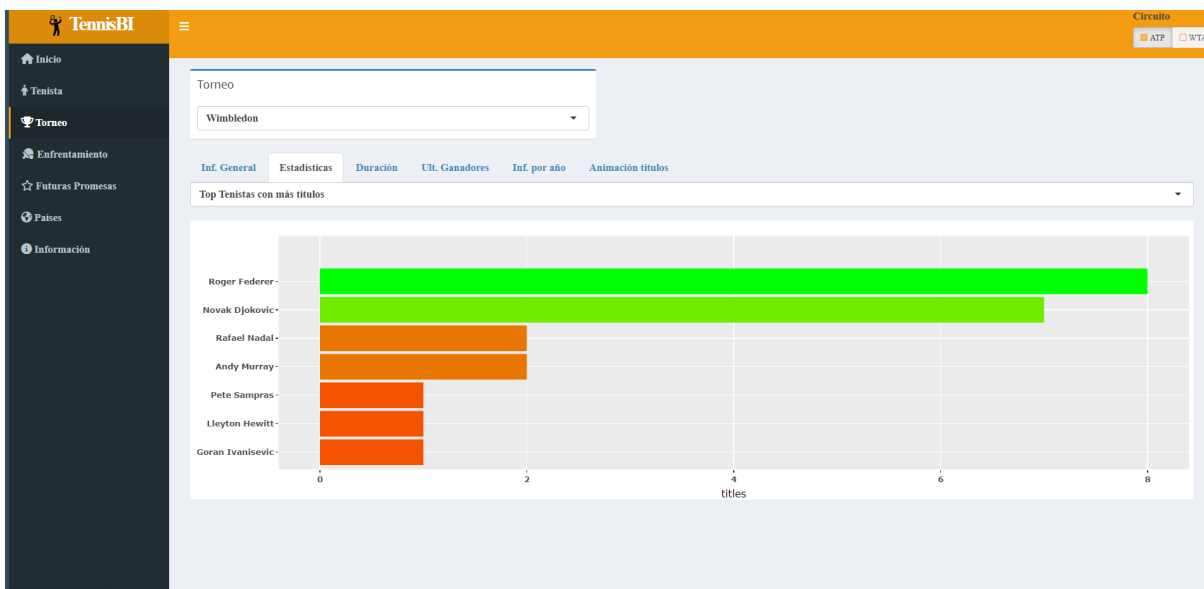 TennisBI
Circuito
ATP WTA
Inicio
Tenista
Torneo
Enfrentamiento
Futuras Promesas
Países
Información
Torneo
Wimbledon
Inf. General Estadísticas Duración Ult. Ganadores Inf. por año Animación títulos
Top Tenistas con más títulos
Roger Federer
Novak Djokovic
Rafael Nadal
Andy Murray
Pete Sampras
Lleyton Hewitt
Goran Ivanisevic
0 2 4 6 8
titles